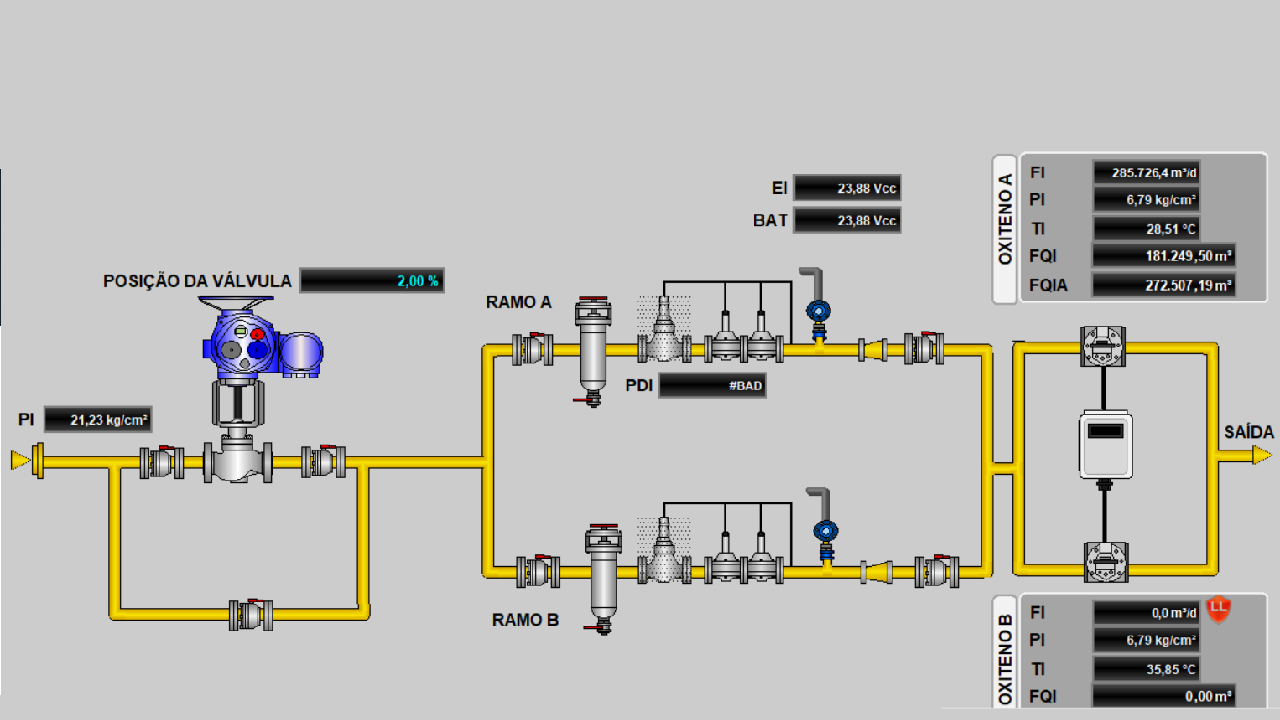 EI 23,88 Vcc
BAT 23,88 Vcc
OXITENO A
FI 285.726,4 m³/d
PI 6,79 kg/cm²
TI 28,51 °C
FQI 181.249,50 m³
FQIA 272.507,19 m³
POSIÇÃO DA VÁLVULA 2,00 %
RAMO A
PDI #BAD
PI 21,23 kg/cm²
SAÍDA
RAMO B
OXITENO B
FI 0,0 m³/d LL
PI 6,79 kg/cm²
TI 35,85 °C
FQI 0,00 m³